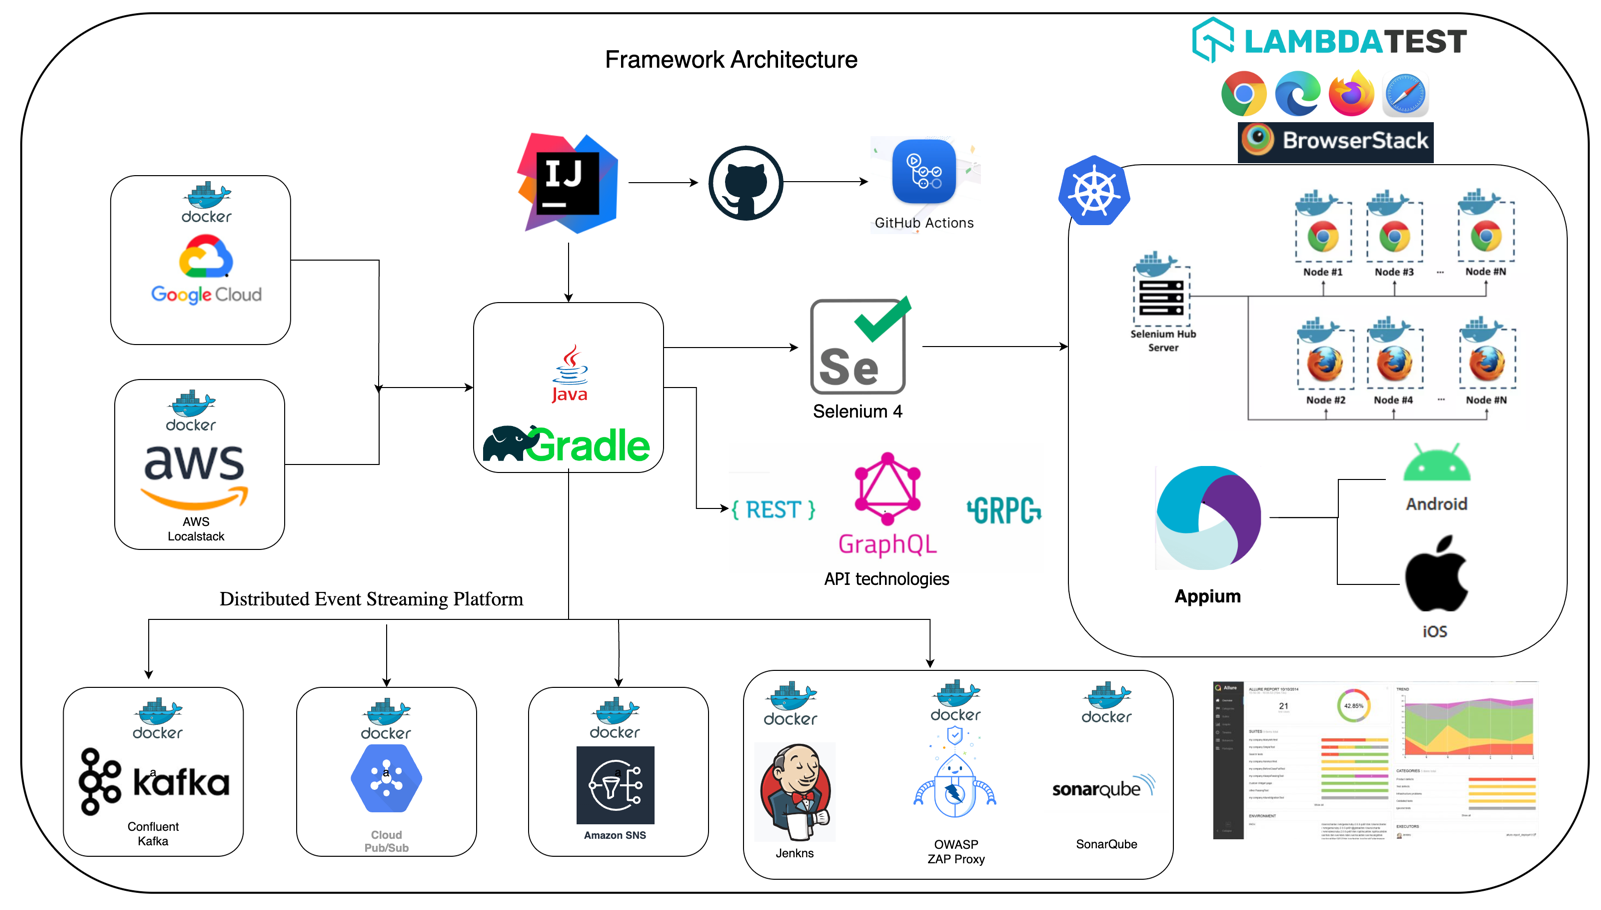 Framework Architecture
LAMBDATEST
BrowserStack
IJ
GitHub Actions
docker
Google Cloud
docker
aws
AWS
Localstack
Java
Gradle
Se
Selenium 4
{ REST }
GraphQL
GRPC
API technologies
Node #1
Node #3
...
Node #N
Selenium Hub
Server
Node #2
Node #4
...
Node #N
Appium
Android
iOS
Distributed Event Streaming Platform
docker
a
kafka
Confluent
Kafka
docker
a
Cloud
Pub/Sub
docker
a
Amazon SNS
docker
Jenkns
docker
OWASP
ZAP Proxy
docker
sonarqube
SonarQube
Allure
ALLURE REPORT 10/10/2014
21
42.85%
SUITES
ENVIRONMENT
TREND
CATEGORIES
EXECUTORS